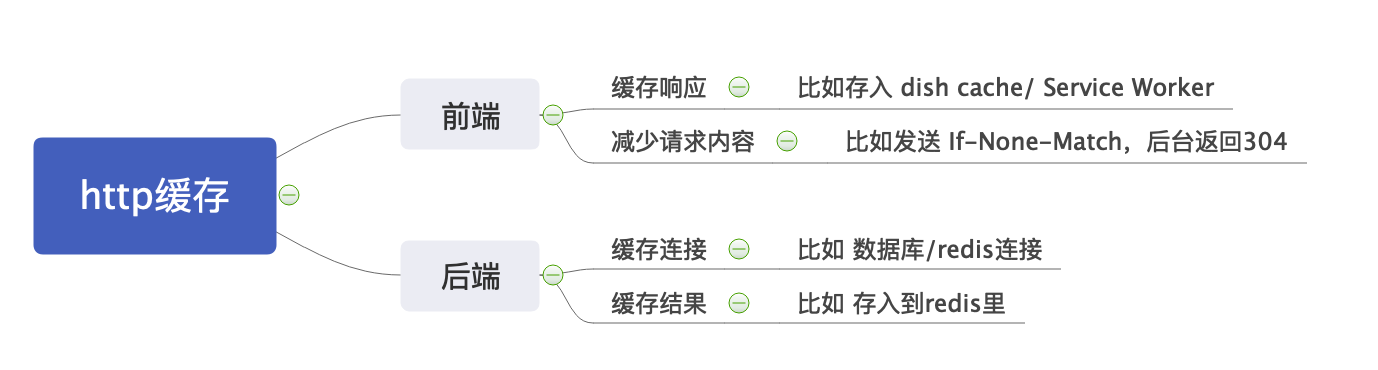 http缓存
前端
缓存响应 比如存入 dish cache/ Service Worker
减少请求内容 比如发送 If-None-Match，后台返回304
后端
缓存连接 比如 数据库/redis连接
缓存结果 比如 存入到redis里